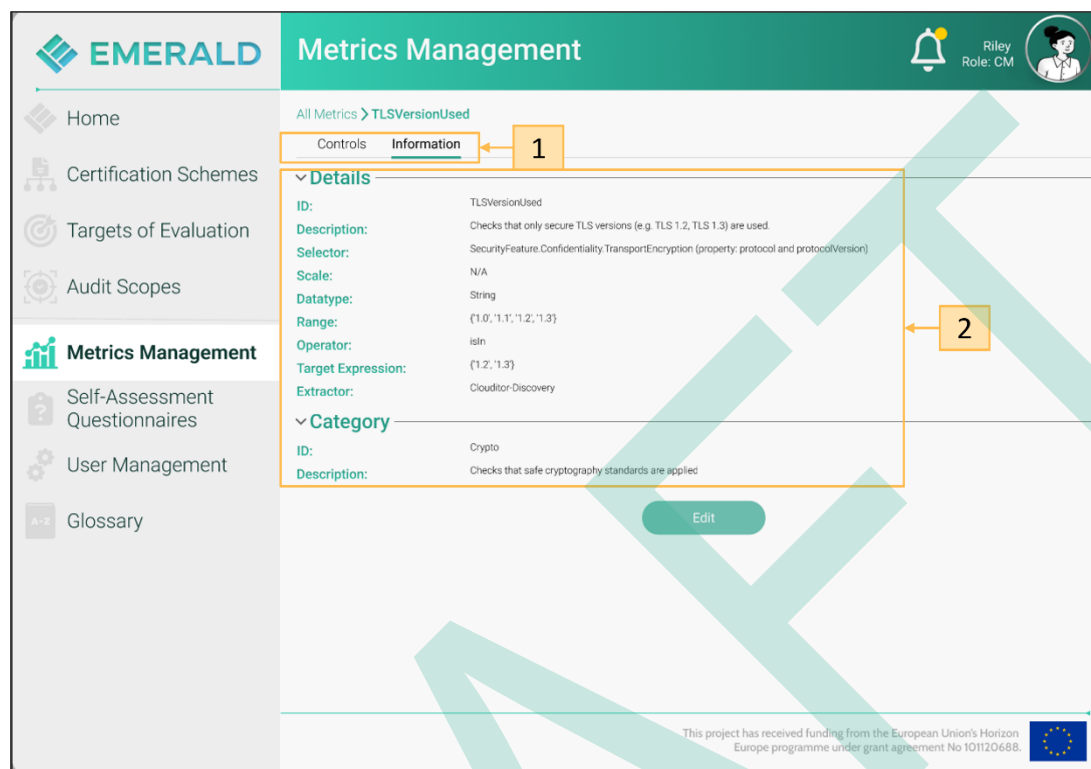 EMERALD
Metrics Management
Riley
Role: CM
Home
Certification Schemes
Targets of Evaluation
Audit Scopes
Metrics Management
Self-Assessment
Questionnaires
User Management
A-Z
Glossary
All Metrics > TLSVersionUsed
Controls Information
1
Details
ID: TLSVersionUsed
Description: Checks that only secure TLS versions (e.g. TLS 1.2, TLS 1.3) are used.
Selector: SecurityFeature.Confidentiality.TransportEncryption (property: protocol and protocolVersion)
Scale: N/A
Datatype: String
Range: {'1.0', '1.1', '1.2', '1.3'}
Operator: isIn
Target Expression: {'1.2', '1.3'}
Extractor: Clouditor-Discovery
2
Category
ID: Crypto
Description: Checks that safe cryptography standards are applied
Edit
This project has received funding from the European Union's Horizon
Europe programme under grant agreement No 101120688.